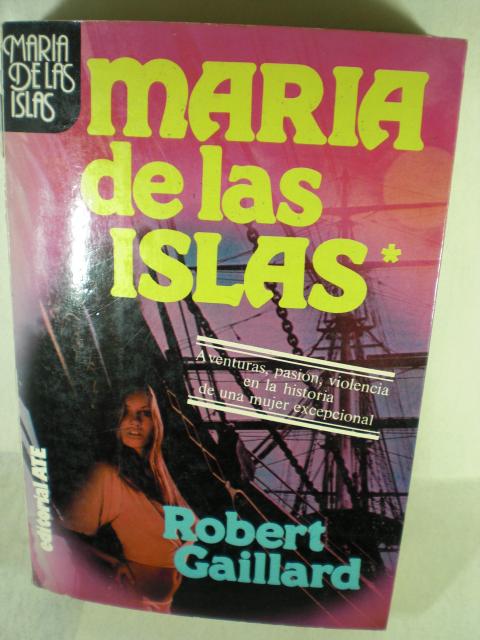 MARIA
DE LAS
ISLAS
MARIA
de las
ISLAS*
Aventuras, pasión, violencia
en la historia
de una mujer excepcional
editorial ATE
Robert
Gaillard